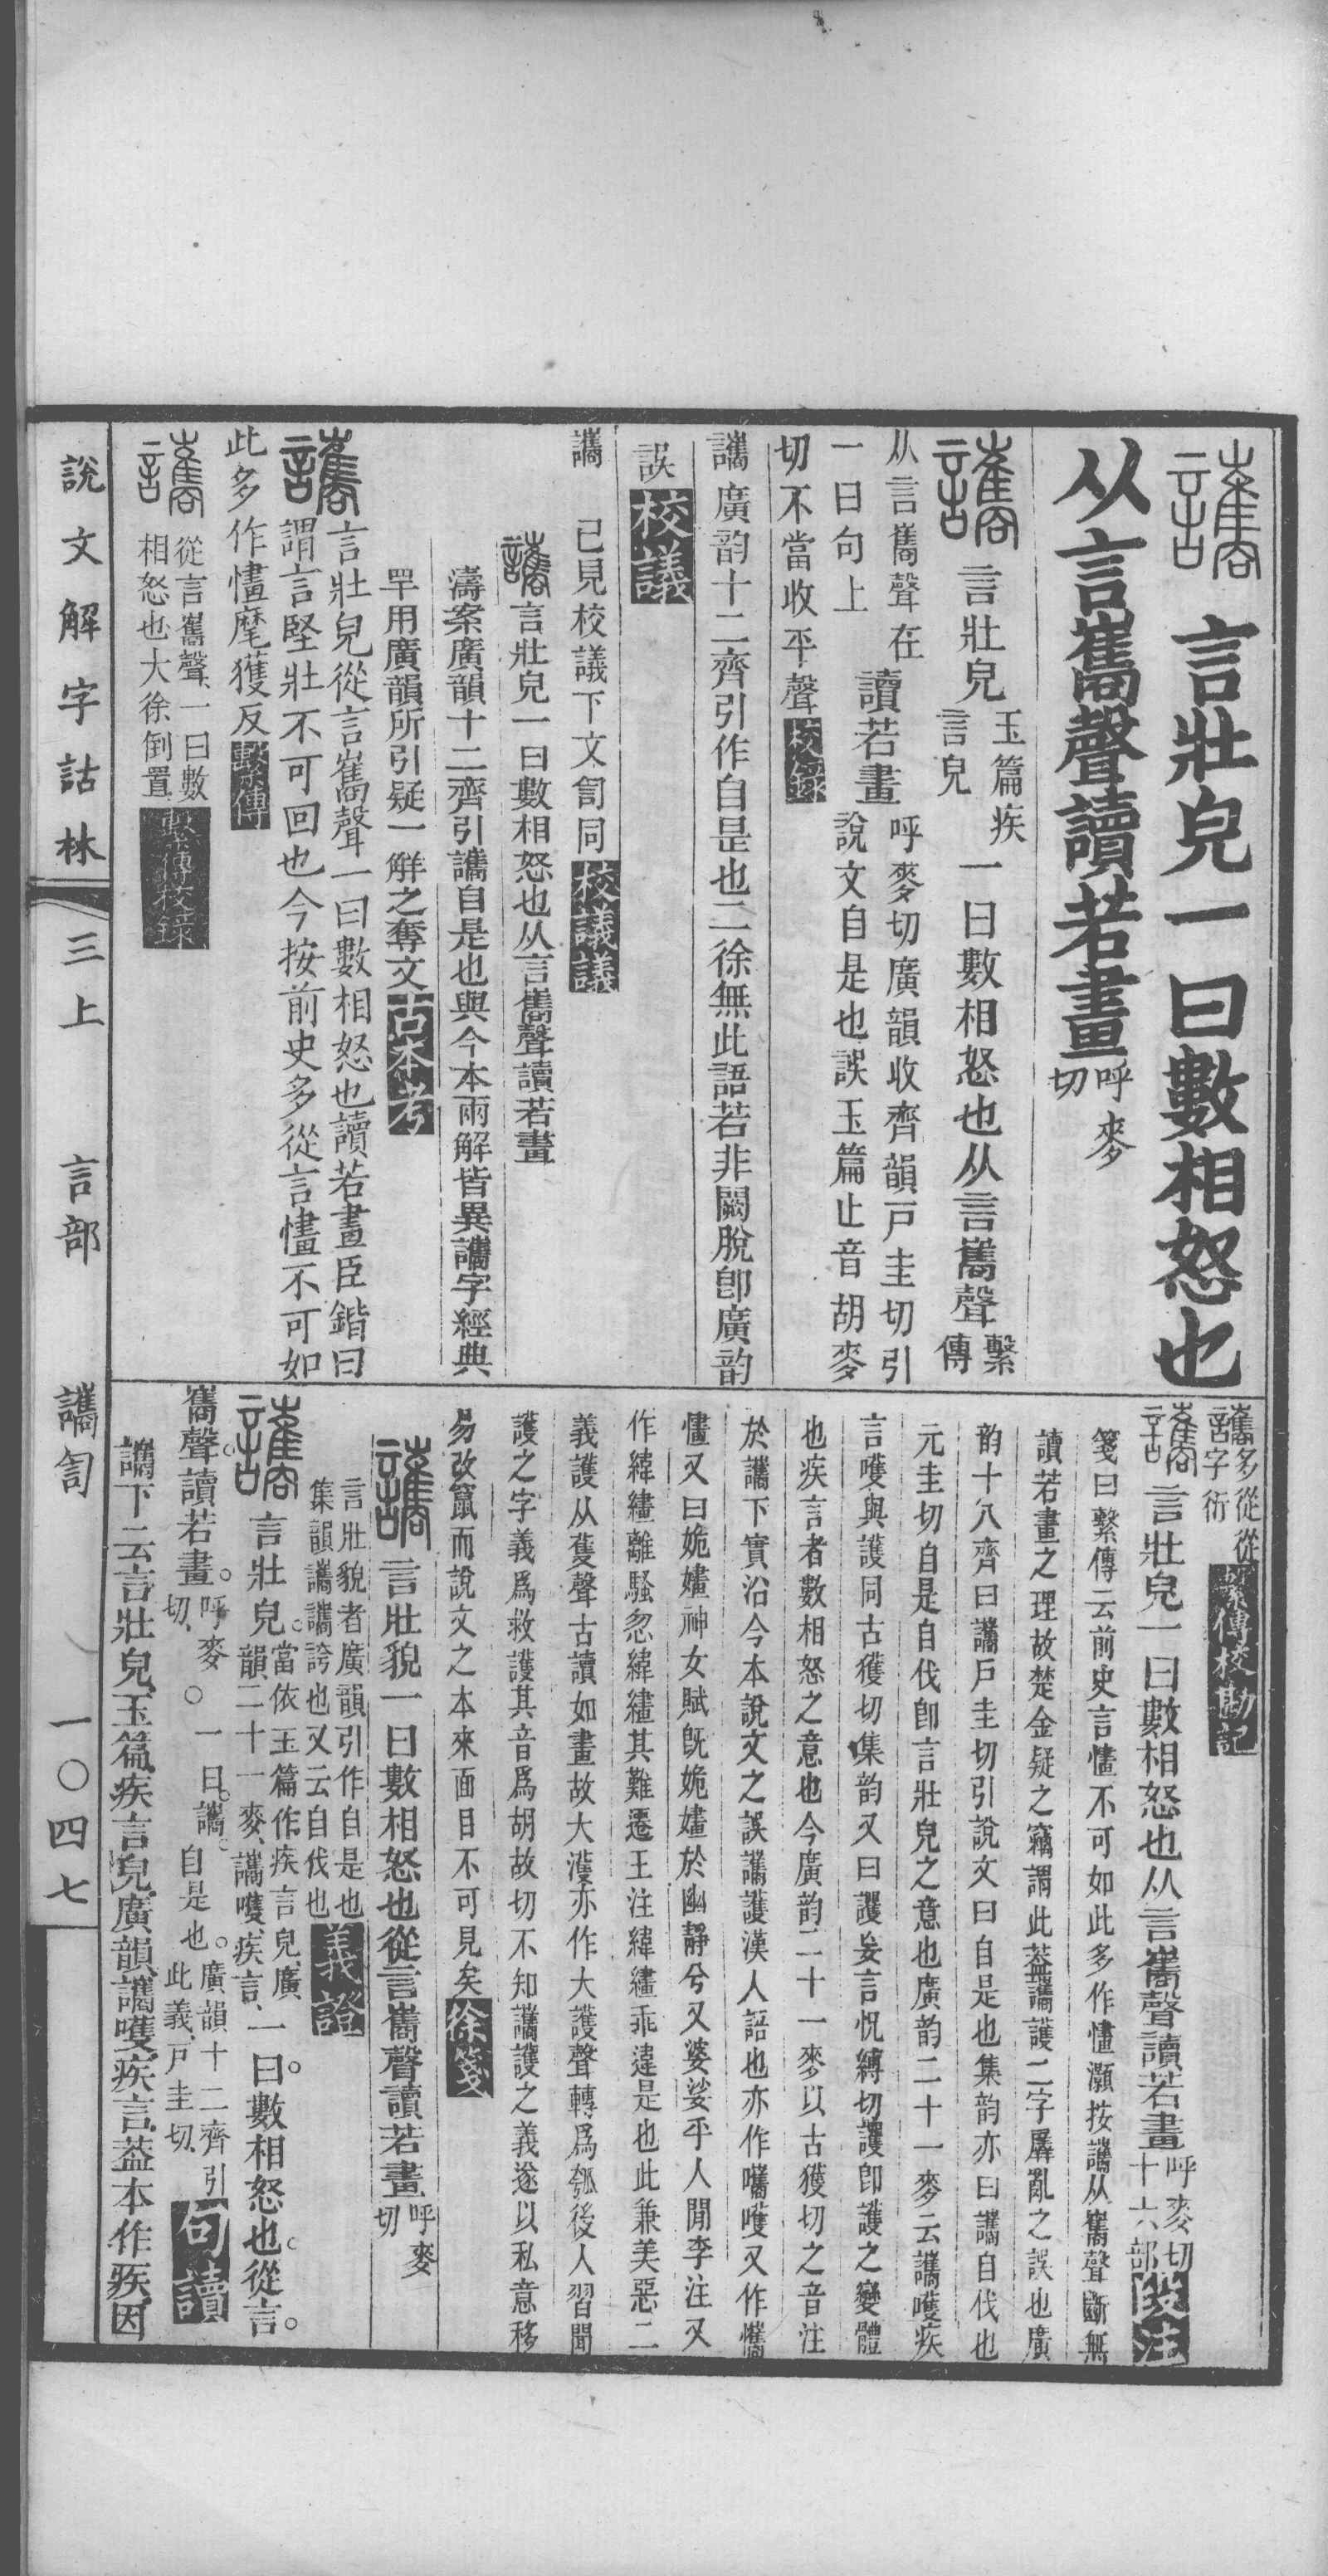 讗 言壯皃一曰數相怒也
从言巂聲讀若畫呼麥切
讗 言壯皃玉篇疾言皃一曰數相怒也从言巂聲繫傳
从言巂聲在一曰句上讀若畫呼麥切廣韻收齊韻戸圭切引說文自是也誤玉篇止音胡麥
切不當收平聲校錄
讗廣韵十二齊引作自是也二徐無此語若非闕脫卽廣韵
誤校議
讗 已見校議下文訇同校議議
讗言壯皃一曰數相怒也从言巂聲讀若畫
濤案廣韻十二齊引讗自是也與今本兩解皆異讗字經典
罕用廣韻所引疑一解之奪文古本考
讗言壯皃從言巂聲一曰數相怒也讀若畫臣鍇曰
謂言堅壯不可回也今按前史多從言㦎不可如
此多作㦎麾獲反繫傳
讗 從言巂聲一曰數相怒也大徐倒置繫傳校錄
讗多從從言字衍繫傳校勘記
讗言壯皃一曰數相怒也从言巂聲讀若畫呼麥切十六部段注
箋曰繫傳云前史言㦎不可如此多作㦎灝按讗从巂聲斷無
讀若畫之理故楚金疑之竊謂此葢讗護二字羼亂之誤也廣
韵十八齊曰讗戸圭切引說文曰自是也集韵亦曰讗自伐也
元圭切自是自伐卽言壯皃之意也廣韵二十一麥云讗嚄疾
言嚄與護同古獲切集韵又曰謢妄言怳縛切謢卽護之變體
也疾言者數相怒之意也今廣韵二十一麥以古獲切之音注
於讗下實沿今本說文之誤讗護漢人語也亦作嚄又作
㦎又曰姽嫿神女賦旣姽嫿於幽靜兮又婆娑乎人閒李注又
作緯繣離騷忽緯繣其難遷王注緯繣乖違是也此兼美惡二
義護从蒦聲古讀如畫故大濩亦作大護聲轉爲瓠後人習聞
護之字義爲救護其音爲胡故切不知讗護之義遂以私意移
易改竄而說文之本來面目不可見矣徐箋
讗言壯貌一曰數相怒也從言巂聲讀若畫呼麥切
言壯貌者廣韻引作自是也集韻讗讗誇也又云自伐也義證
讗言壯皃。當依玉篇作疾言皃廣韻二十一麥、讗嚄、疾言、一曰數相怒也。從言。
巂聲。讀若畫。呼麥切、○一曰。讗。自是也。廣韻十二齊引此義、戸圭切、句讀
讗下云言壯皃、玉篇、疾言皃、廣韻、讗嚄、疾言、葢本作疾、因
說文解字詁林 三上 言部 讗訇 一〇四七